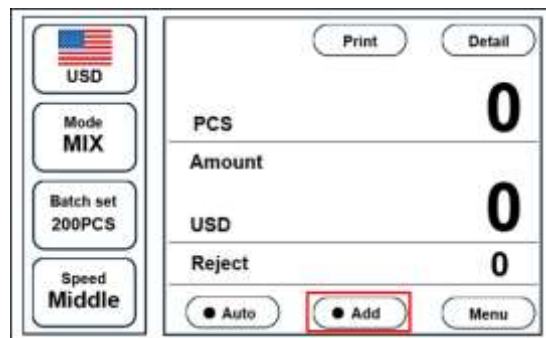 USD
Mode
MIX
Batch set
200PCS
Speed
Middle
Print
Detail
PCS
0
Amount
USD
0
Reject
0
Auto
Add
Menu